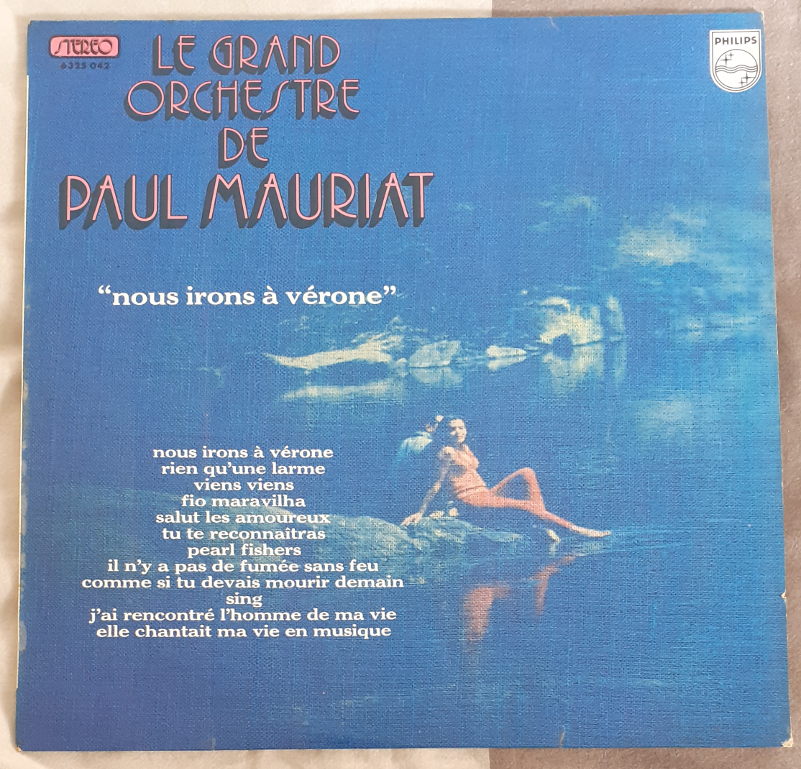 STEREO
6325 042
LE GRAND
ORCHESTRE
DE
PAUL MAURIAT
PHILIPS
“nous irons à vérone”
nous irons à vérone
rien qu'une larme
viens viens
fio maravilha
salut les amoureux
tu te reconnaîtras
pearl fishers
il n'y a pas de fumée sans feu
comme si tu devais mourir demain
sing
j'ai rencontré l'homme de ma vie
elle chantait ma vie en musique